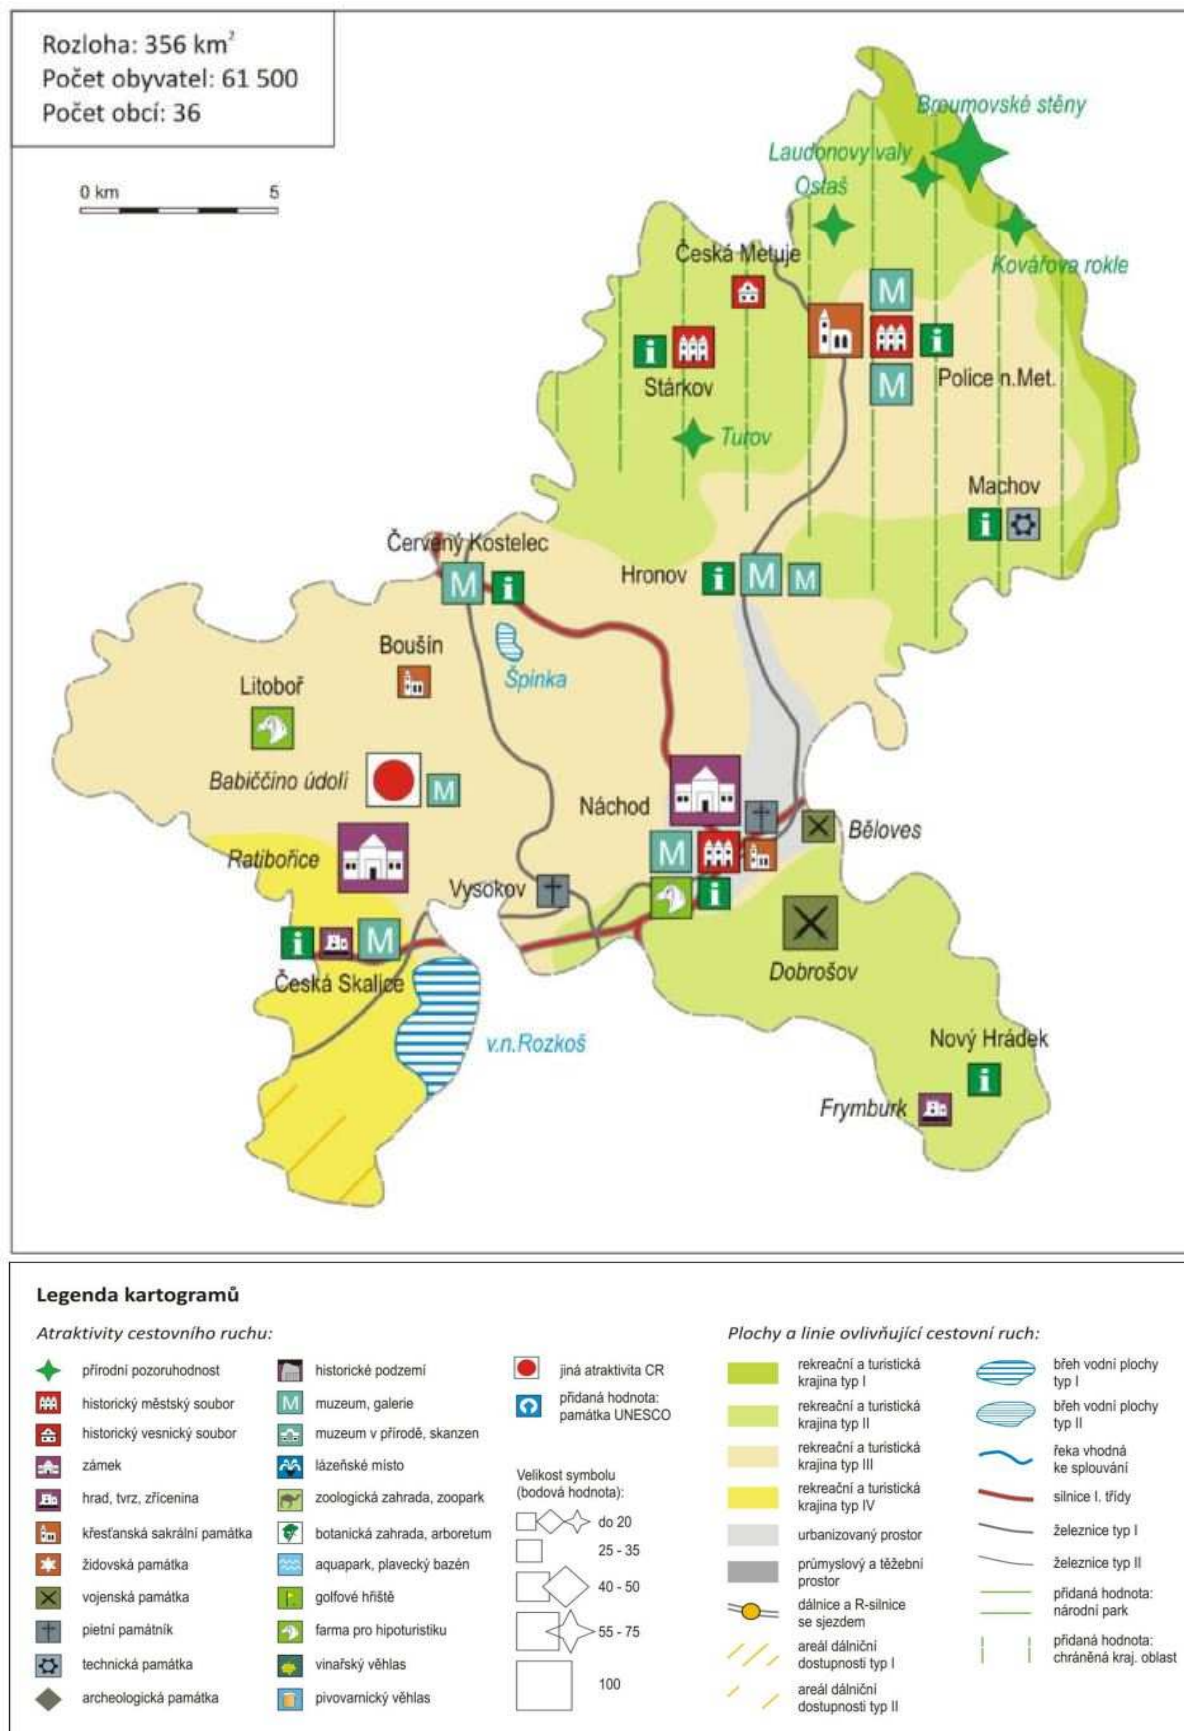 Rozloha: 356 km²
Počet obyvatel: 61 500
Počet obcí: 36
0 km 5
Broumovské stěny
Laudonovy valy
Ostaš
Kovářova rokle
Česká Metuje
M
M
i
Police n.Met.
i
Stárkov
Turov
Machov
i
Červený Kostelec
M i
Hronov i M M
Boušín
Špinka
Litoboř
Babiččino údolí
M
Náchod
Běloves
M
Ratibořice
Vysokov
i
Dobrošov
i M
Česká Skalice
v.n.Rozkoš
Nový Hrádek
i
Frymburk
Legenda kartogramů
Atraktivity cestovního ruchu:
přírodní pozoruhodnost
historický městský soubor
historický vesnický soubor
zámek
hrad, tvrz, zřícenina
křesťanská sakrální památka
židovská památka
vojenská památka
pietní památník
technická památka
archeologická památka
historické podzemí
M muzeum, galerie
muzeum v přírodě, skanzen
lázeňské místo
zoologická zahrada, zoopark
botanická zahrada, arboretum
aquapark, plavecký bazén
golfové hřiště
farma pro hipoturistiku
vinařský věhlas
pivovarnický věhlas
jiná atraktivita CR
přidaná hodnota:
památka UNESCO
Velikost symbolu
(bodová hodnota):
do 20
25 - 35
40 - 50
55 - 75
100
Plochy a linie ovlivňující cestovní ruch:
rekreační a turistická
krajina typ I
rekreační a turistická
krajina typ II
rekreační a turistická
krajina typ III
rekreační a turistická
krajina typ IV
urbanizovaný prostor
průmyslový a těžební
prostor
dálnice a R-silnice
se sjezdem
areál dálniční
dostupnosti typ I
areál dálniční
dostupnosti typ II
břeh vodní plochy
typ I
břeh vodní plochy
typ II
řeka vhodná
ke splouvání
silnice I. třídy
železnice typ I
železnice typ II
přidaná hodnota:
národní park
přidaná hodnota:
chráněná kraj. oblast